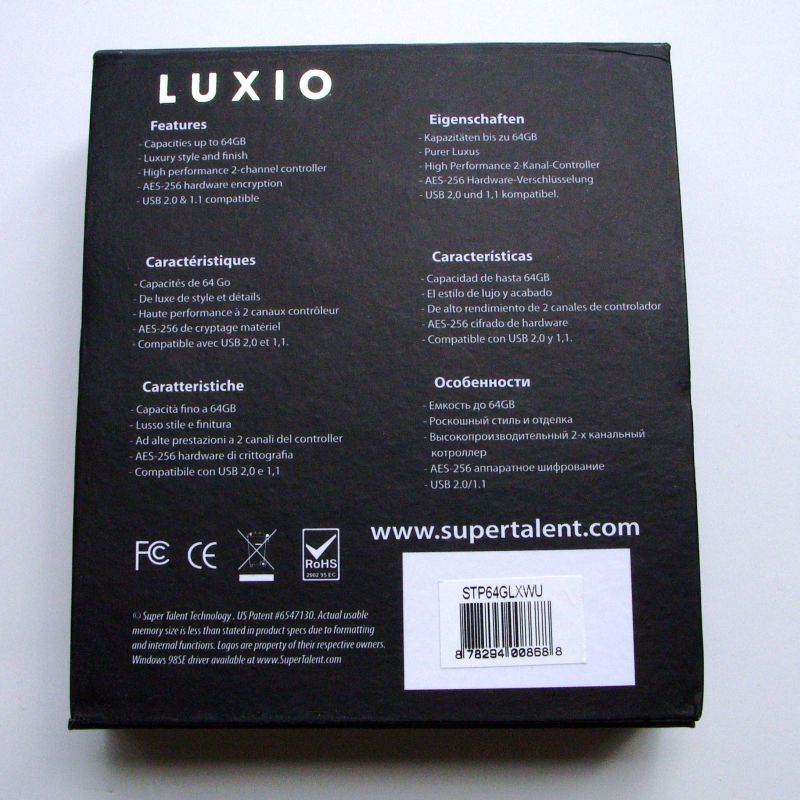 LUXIO
Features
- Capacities up to 64GB
- Luxury style and finish
- High performance 2-channel controller
- AES-256 hardware encryption
- USB 2.0 & 1.1 compatible
Eigenschaften
- Kapazitäten bis zu 64GB
- Purer Luxus
- High Performance 2-Kanal-Controller
- AES-256 Hardware-Verschlüsselung
- USB 2,0 und 1,1 kompatibel.
Caractéristiques
- Capacités de 64 Go
- De luxe de style et détails
- Haute performance à 2 canaux contrôleur
- AES-256 de cryptage matériel
- Compatible avec USB 2,0 et 1,1.
Características
- Capacidad de hasta 64GB
- El estilo de lujo y acabado
- De alto rendimiento de 2 canales de controlador
- AES-256 cifrado de hardware
- Compatible con USB 2,0 y 1,1.
Caratteristiche
- Capacità fino a 64GB
- Lusso stile e finitura
- Ad alte prestazioni a 2 canali del controller
- AES-256 hardware di crittografia
- Compatibile con USB 2,0 e 1,1
Особенности
- Емкость до 64GB
- Роскошный стиль и отделка
- Высокопроизводительный 2-х канальный
котроллер
- AES-256 аппаратное шифрование
- USB 2.0/1.1
FC CE
RoHS
2002 95 EC
www.supertalent.com
© Super Talent Technology . US Patent #6547130. Actual usable
memory size is less than stated in product specs due to formatting
and internal functions. Logos are property of their respective owners.
Windows 98SE driver available at www.SuperTalent.com
STP64GLXWU
8 78294 00868 8